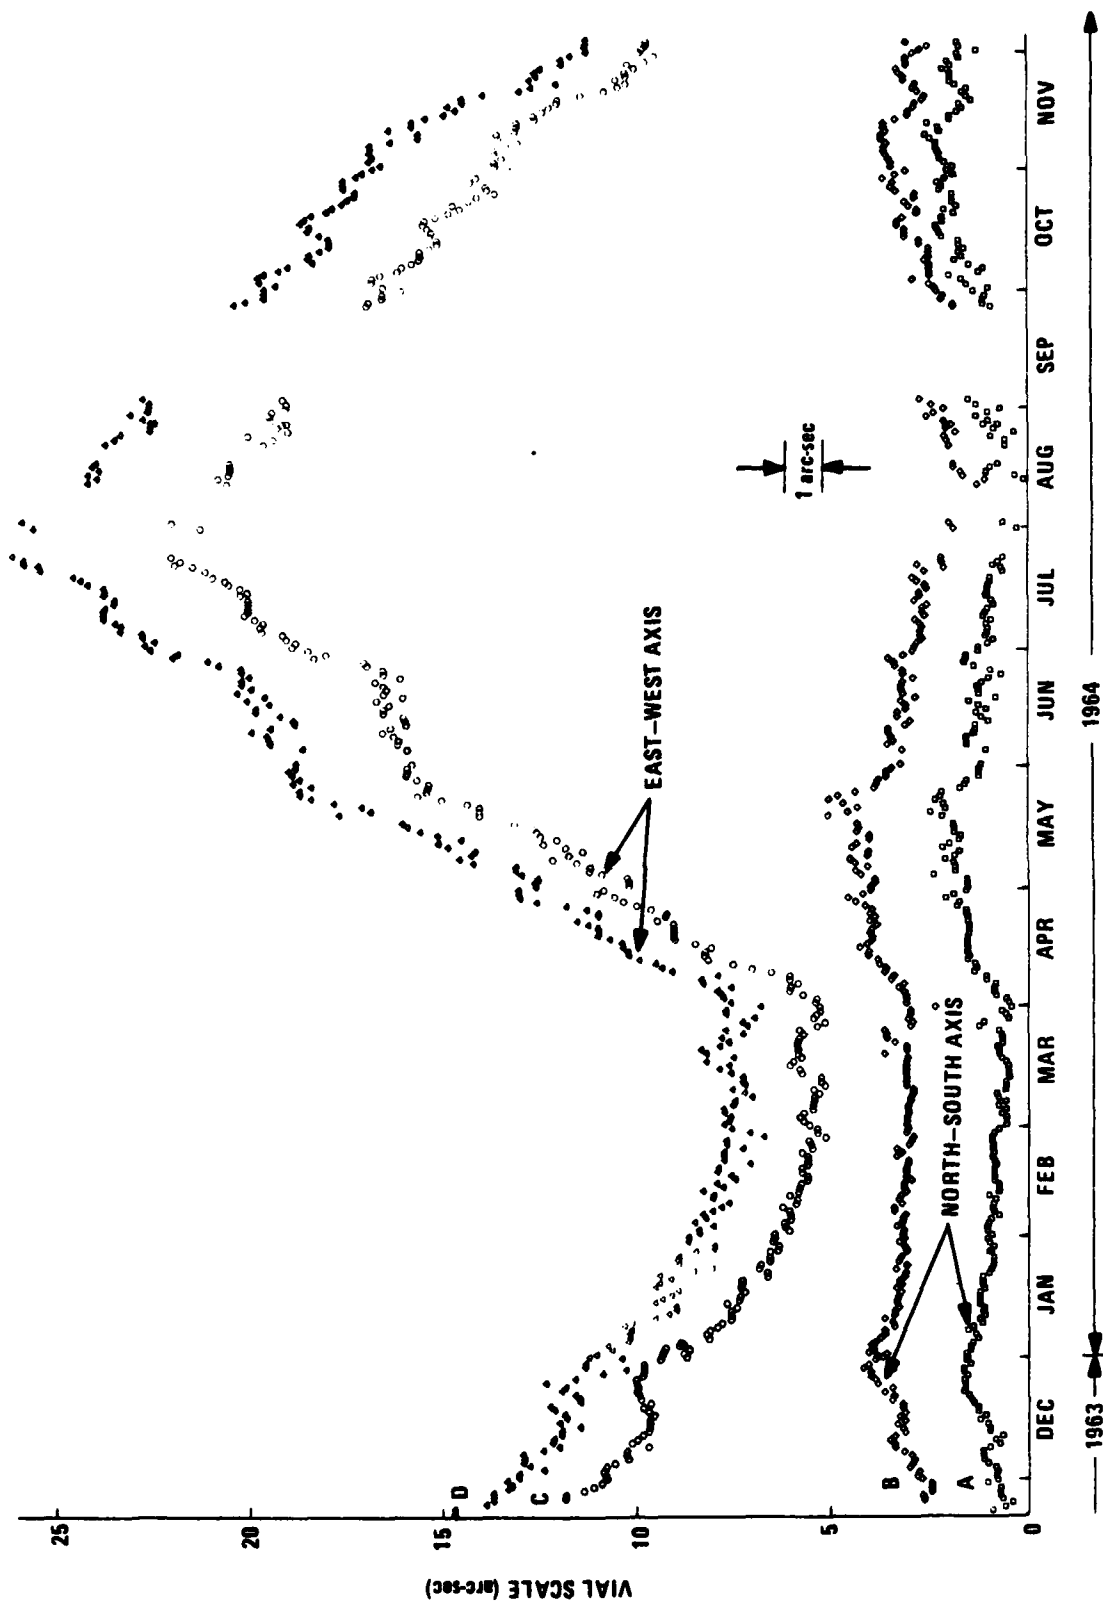 VIAL SCALE (arc-sec)
25
20
15
10
5
0
D
C
B
A
EAST–WEST AXIS
NORTH–SOUTH AXIS
1 arc-sec
DEC JAN FEB MAR APR MAY JUN JUL AUG SEP OCT NOV
1963 1964